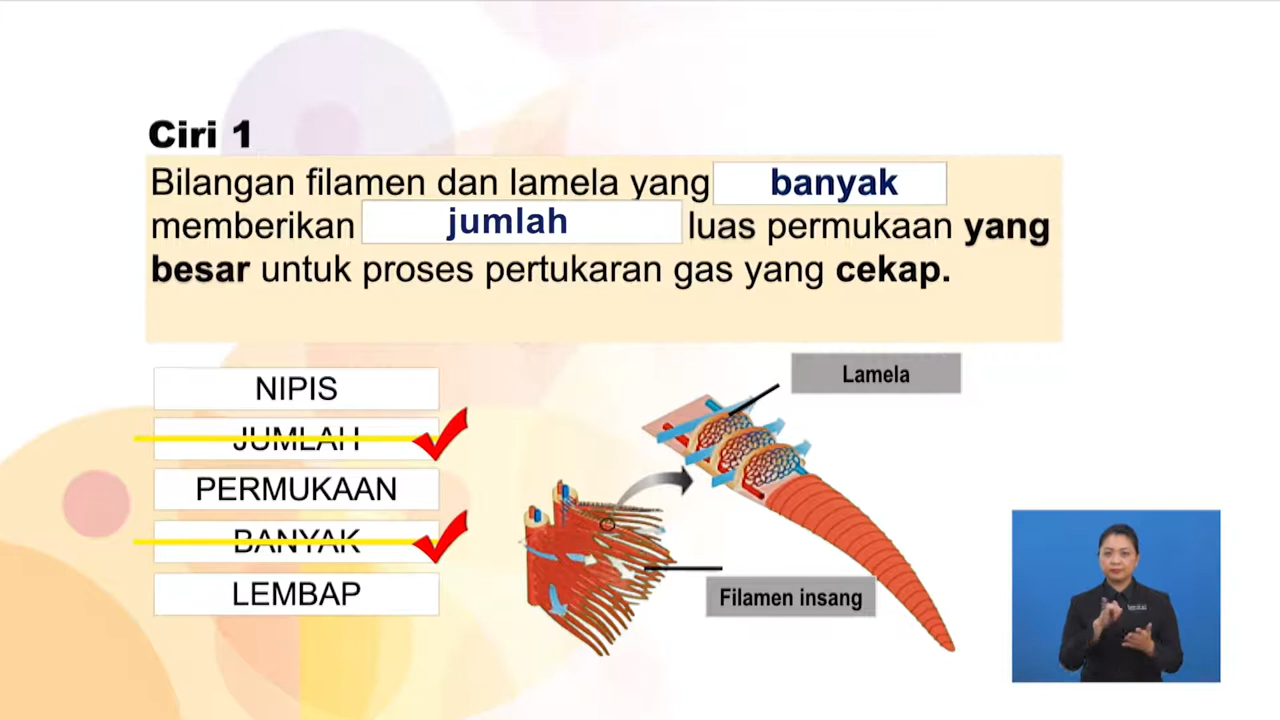 Ciri 1
Bilangan filamen dan lamela yang banyak
memberikan jumlah luas permukaan yang
besar untuk proses pertukaran gas yang cekap.
NIPIS
JUMLAH
PERMUKAAN
BANYAK
LEMBAP
Lamela
Filamen insang